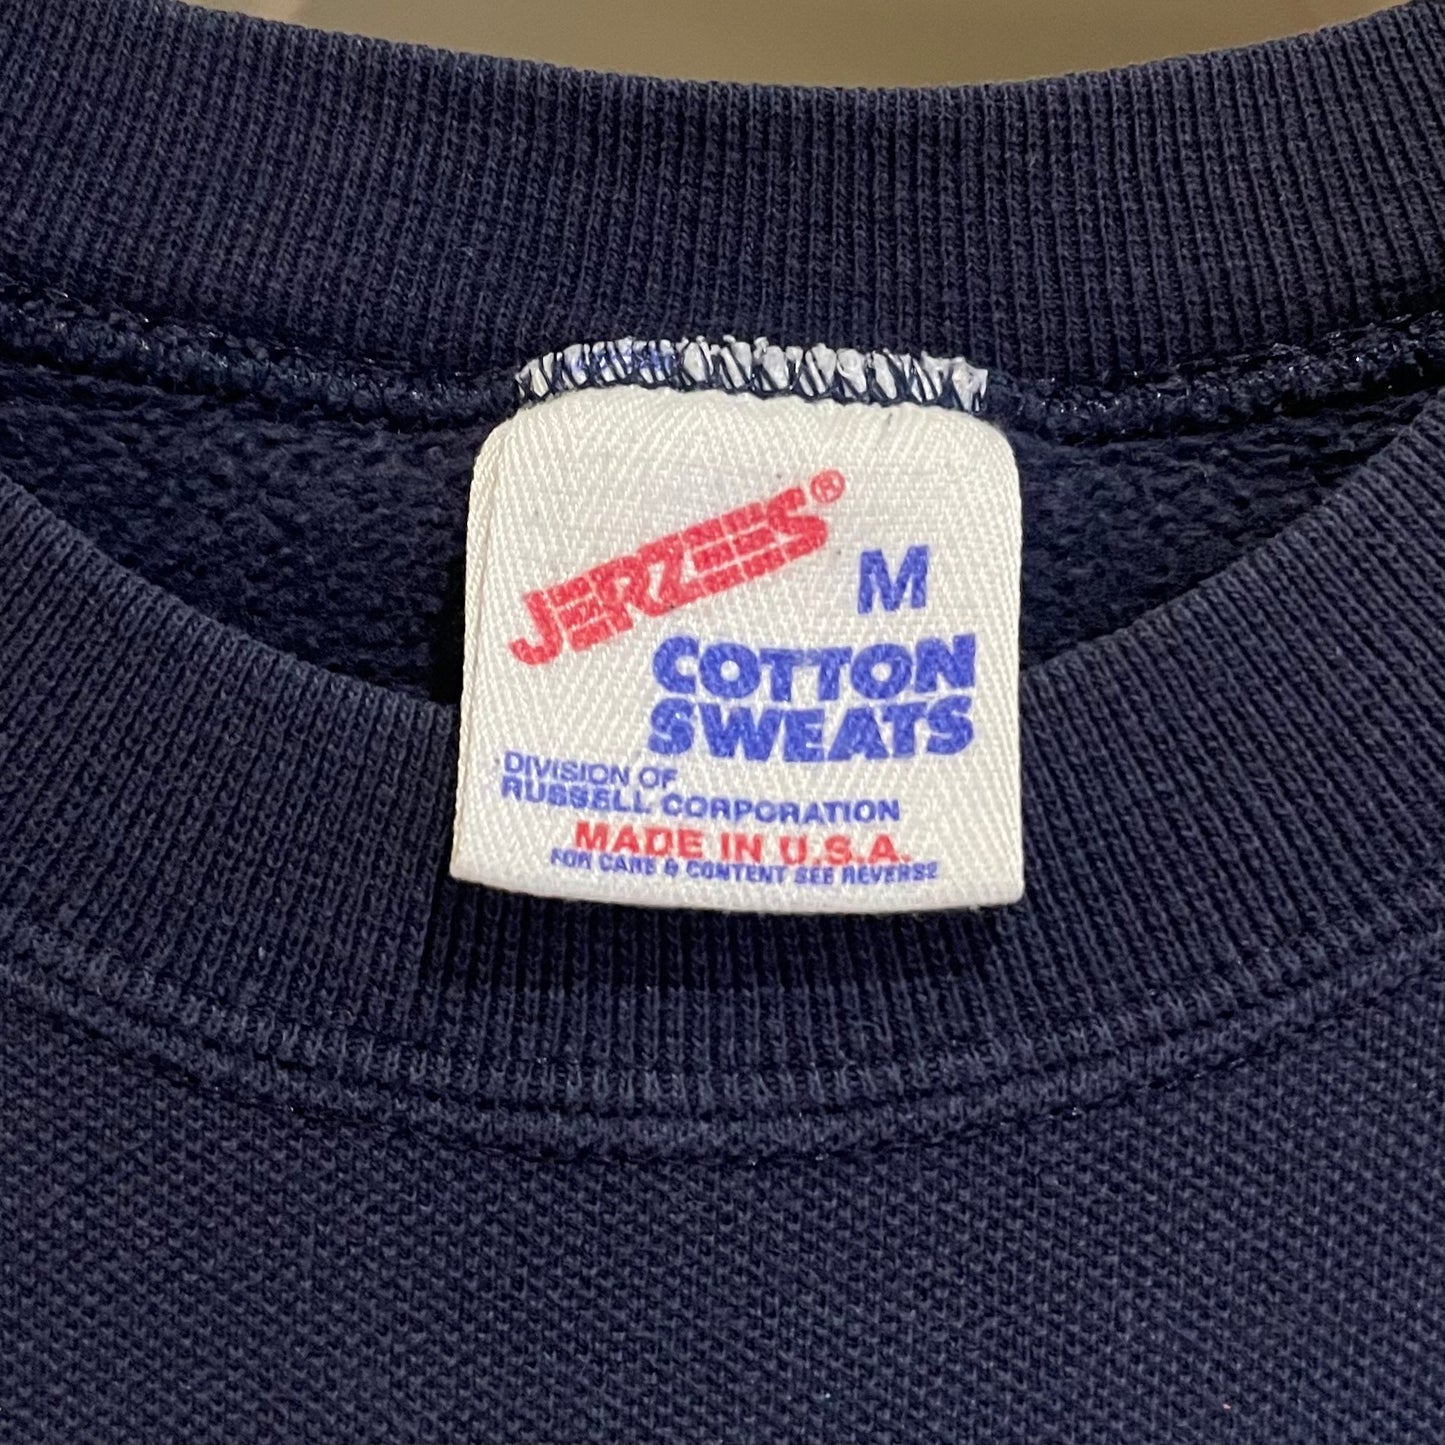 JERZEES®
M
COTTON
SWEATS
DIVISION OF
RUSSELL CORPORATION
MADE IN U.S.A.
FOR CARE & CONTENT SEE REVERSE